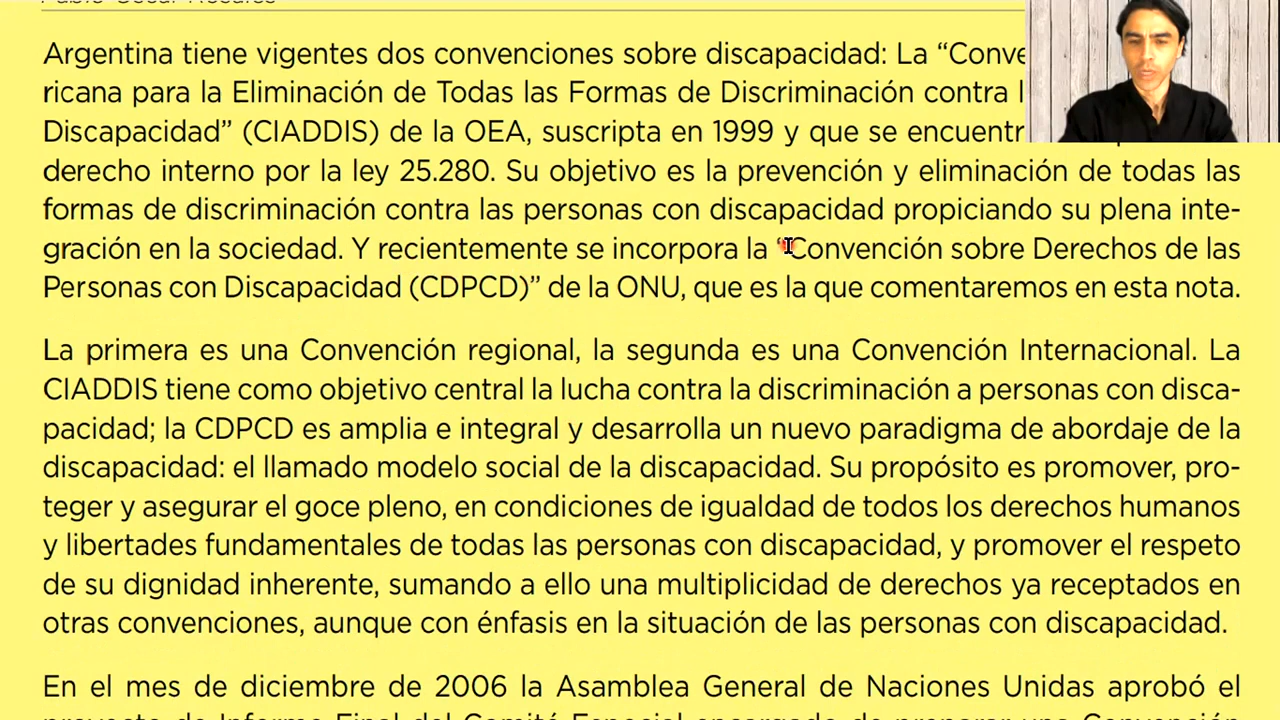 Argentina tiene vigentes dos convenciones sobre discapacidad: La “Conve
ricana para la Eliminación de Todas las Formas de Discriminación contra l
Discapacidad” (CIADDIS) de la OEA, suscripta en 1999 y que se encuentr
derecho interno por la ley 25.280. Su objetivo es la prevención y eliminación de todas las
formas de discriminación contra las personas con discapacidad propiciando su plena inte-
gración en la sociedad. Y recientemente se incorpora la “Convención sobre Derechos de las
Personas con Discapacidad (CDPCD)” de la ONU, que es la que comentaremos en esta nota.
La primera es una Convención regional, la segunda es una Convención Internacional. La
CIADDIS tiene como objetivo central la lucha contra la discriminación a personas con disca-
pacidad; la CDPCD es amplia e integral y desarrolla un nuevo paradigma de abordaje de la
discapacidad: el llamado modelo social de la discapacidad. Su propósito es promover, pro-
teger y asegurar el goce pleno, en condiciones de igualdad de todos los derechos humanos
y libertades fundamentales de todas las personas con discapacidad, y promover el respeto
de su dignidad inherente, sumando a ello una multiplicidad de derechos ya receptados en
otras convenciones, aunque con énfasis en la situación de las personas con discapacidad.
En el mes de diciembre de 2006 la Asamblea General de Naciones Unidas aprobó el